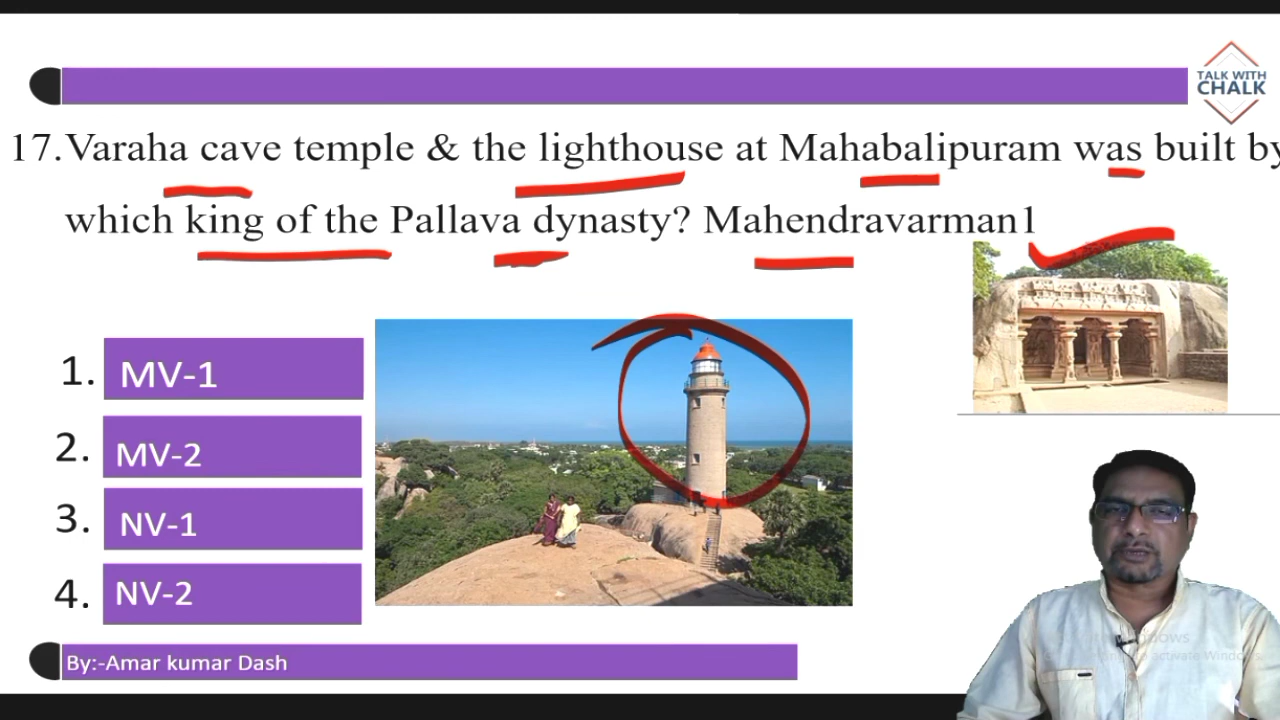 TALK WITH
CHALK
17.Varaha cave temple & the lighthouse at Mahabalipuram was built by
which king of the Pallava dynasty? Mahendravarman1
1. MV-1
2. MV-2
3. NV-1
4. NV-2
By:-Amar kumar Dash